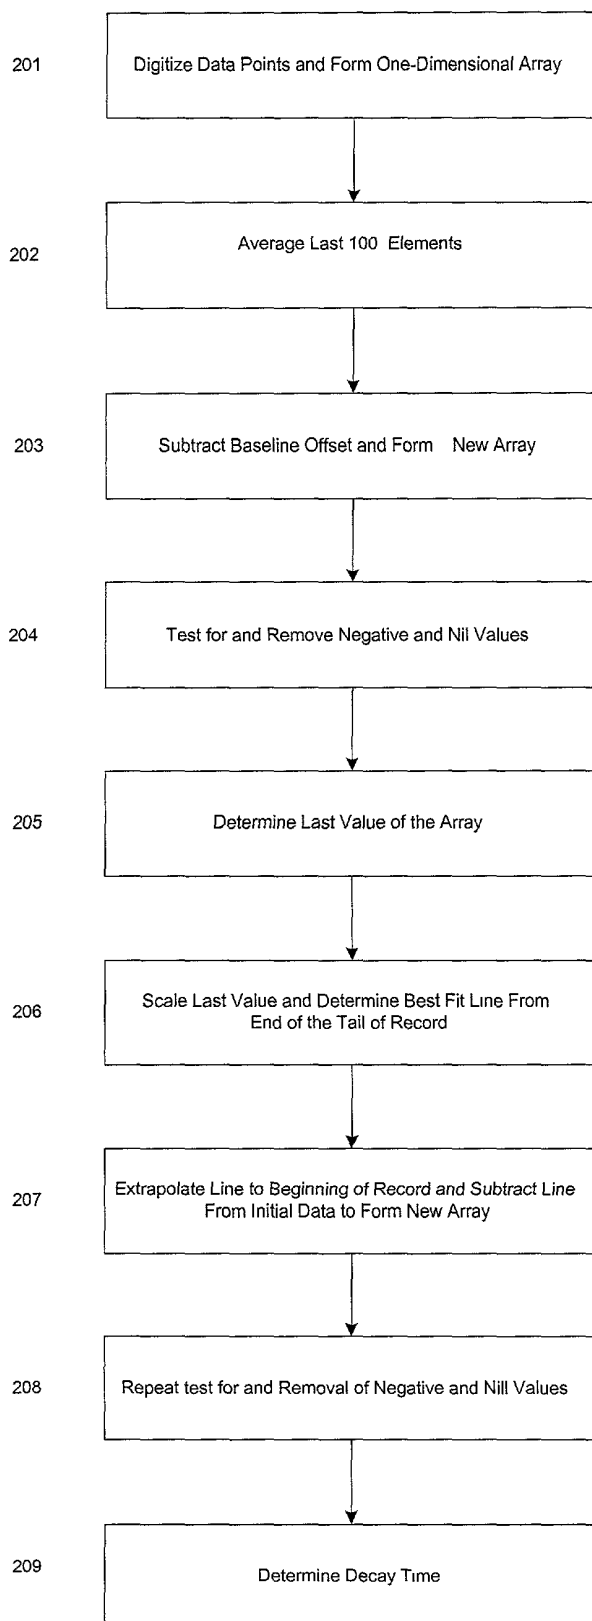 201
Digitize Data Points and Form One-Dimensional Array
202
Average Last 100 Elements
203
Subtract Baseline Offset and Form New Array
204
Test for and Remove Negative and Nil Values
205
Determine Last Value of the Array
206
Scale Last Value and Determine Best Fit Line From
End of the Tail of Record
207
Extrapolate Line to Beginning of Record and Subtract Line
From Initial Data to Form New Array
208
Repeat test for and Removal of Negative and Nill Values
209
Determine Decay Time